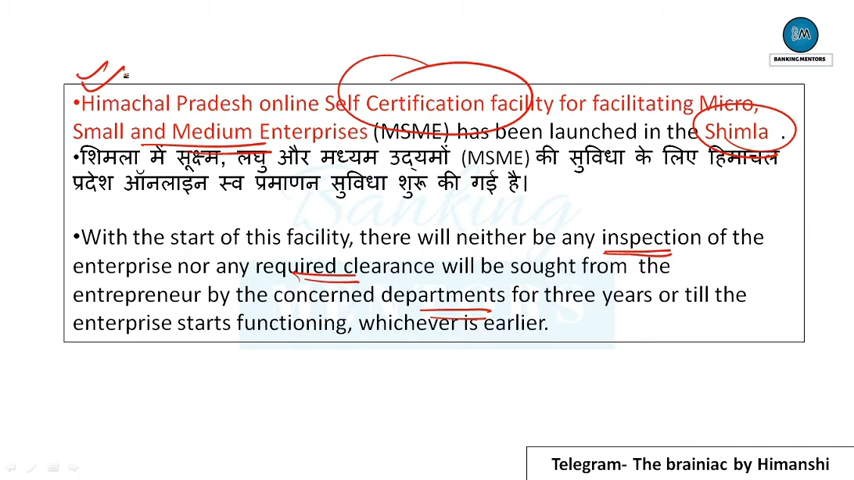 BM
BANKING MENTORS
•Himachal Pradesh online Self Certification facility for facilitating Micro,
Small and Medium Enterprises (MSME) has been launched in the Shimla .
•शिमला में सूक्ष्म, लघु और मध्यम उद्यमों (MSME) की सुविधा के लिए हिमाचल
प्रदेश ऑनलाइन स्व प्रमाणन सुविधा शुरू की गई है।
Banking
MENTORS
•With the start of this facility, there will neither be any inspection of the
enterprise nor any required clearance will be sought from the
entrepreneur by the concerned departments for three years or till the
enterprise starts functioning, whichever is earlier.
Telegram- The brainiac by Himanshi